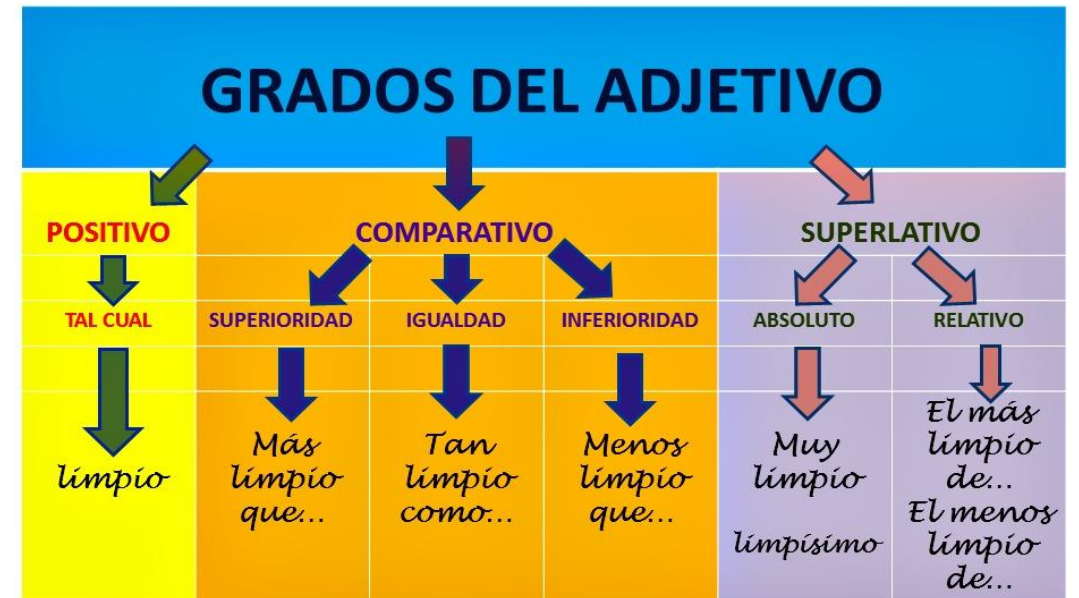 GRADOS DEL ADJETIVO
POSITIVO
COMPARATIVO
SUPERLATIVO
TAL CUAL
SUPERIORIDAD
IGUALDAD
INFERIORIDAD
ABSOLUTO
RELATIVO
limpio
Más
limpio
que...
Tan
limpio
como...
Menos
limpio
que...
Muy
limpio
limpísimo
El más
limpio
de...
El menos
limpio
de...